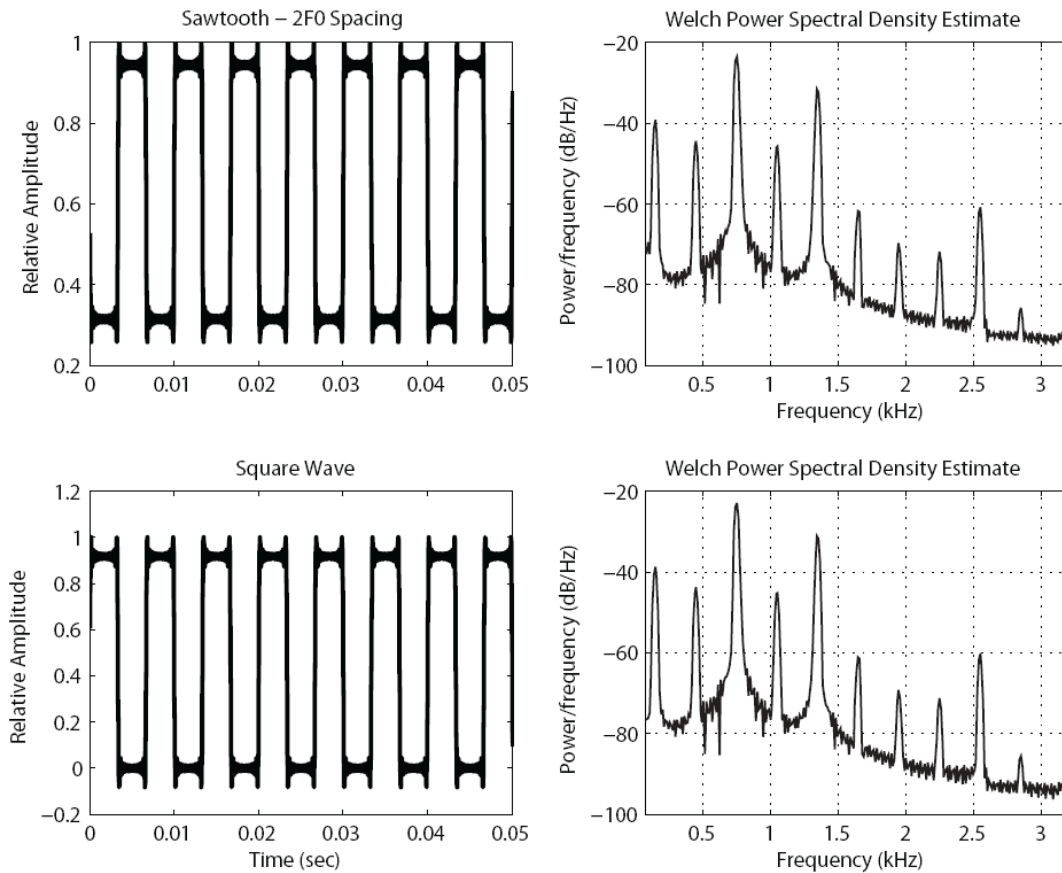 Sawtooth – 2F0 Spacing
Relative Amplitude
1
0.8
0.6
0.4
0.2
0 0.01 0.02 0.03 0.04 0.05
Welch Power Spectral Density Estimate
Power/frequency (dB/Hz)
−20
−40
−60
−80
−100
0.5 1 1.5 2 2.5 3
Frequency (kHz)
Square Wave
Relative Amplitude
1.2
1
0.8
0.6
0.4
0.2
0
−0.2
0 0.01 0.02 0.03 0.04 0.05
Time (sec)
Welch Power Spectral Density Estimate
Power/frequency (dB/Hz)
−20
−40
−60
−80
−100
0.5 1 1.5 2 2.5 3
Frequency (kHz)